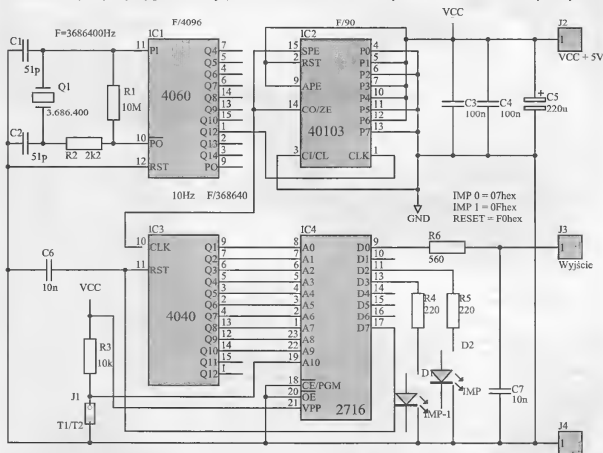 F/4096
F/90
VCC
J2
1
VCC + 5V
C1
51p
F=3686400Hz
Q1
3.686.400
C2
51p
R1
10M
R2 2k2
IC1
4060
11 PI
10 PO
12 RST
Q4 7
Q5 5
Q6 4
Q7 6
Q8 14
Q9 13
Q10 15
Q12 1
Q13 2
Q14 3
PO 9
10Hz F/368640
IC2
40103
15 SPE
2 RST
9 APE
14 CO/ZE
3 CI/CL
P0 4
P1 5
P2 6
P3 7
P4 10
P5 11
P6 12
P7 13
CLK 1
C3
100n
C4
100n
+
C5
220u
GND
IMP 0 = 07hex
IMP 1 = 0Fhex
RESET = F0hex
IC3
4040
10 CLK
11 RST
Q1 9
Q2 7
Q3 6
Q4 5
Q5 3
Q6 2
Q7 4
Q8 13
Q9 12
Q10 14
Q11 15
Q12 1
C6
10n
VCC
R3
10k
J1
T1/T2
IC4
2716
8 A0
7 A1
6 A2
5 A3
4 A4
3 A5
2 A6
1 A7
23 A8
22 A9
19 A10
18 CE/PGM
20 OE
21 VPP
D0 9
D1 10
D2 11
D3 13
D4 14
D5 15
D6 16
D7 17
R6
560
R4
220
R5
220
D1
D2
IMP
IMP-1
C7
10n
J3
1
Wyjście
J4
1